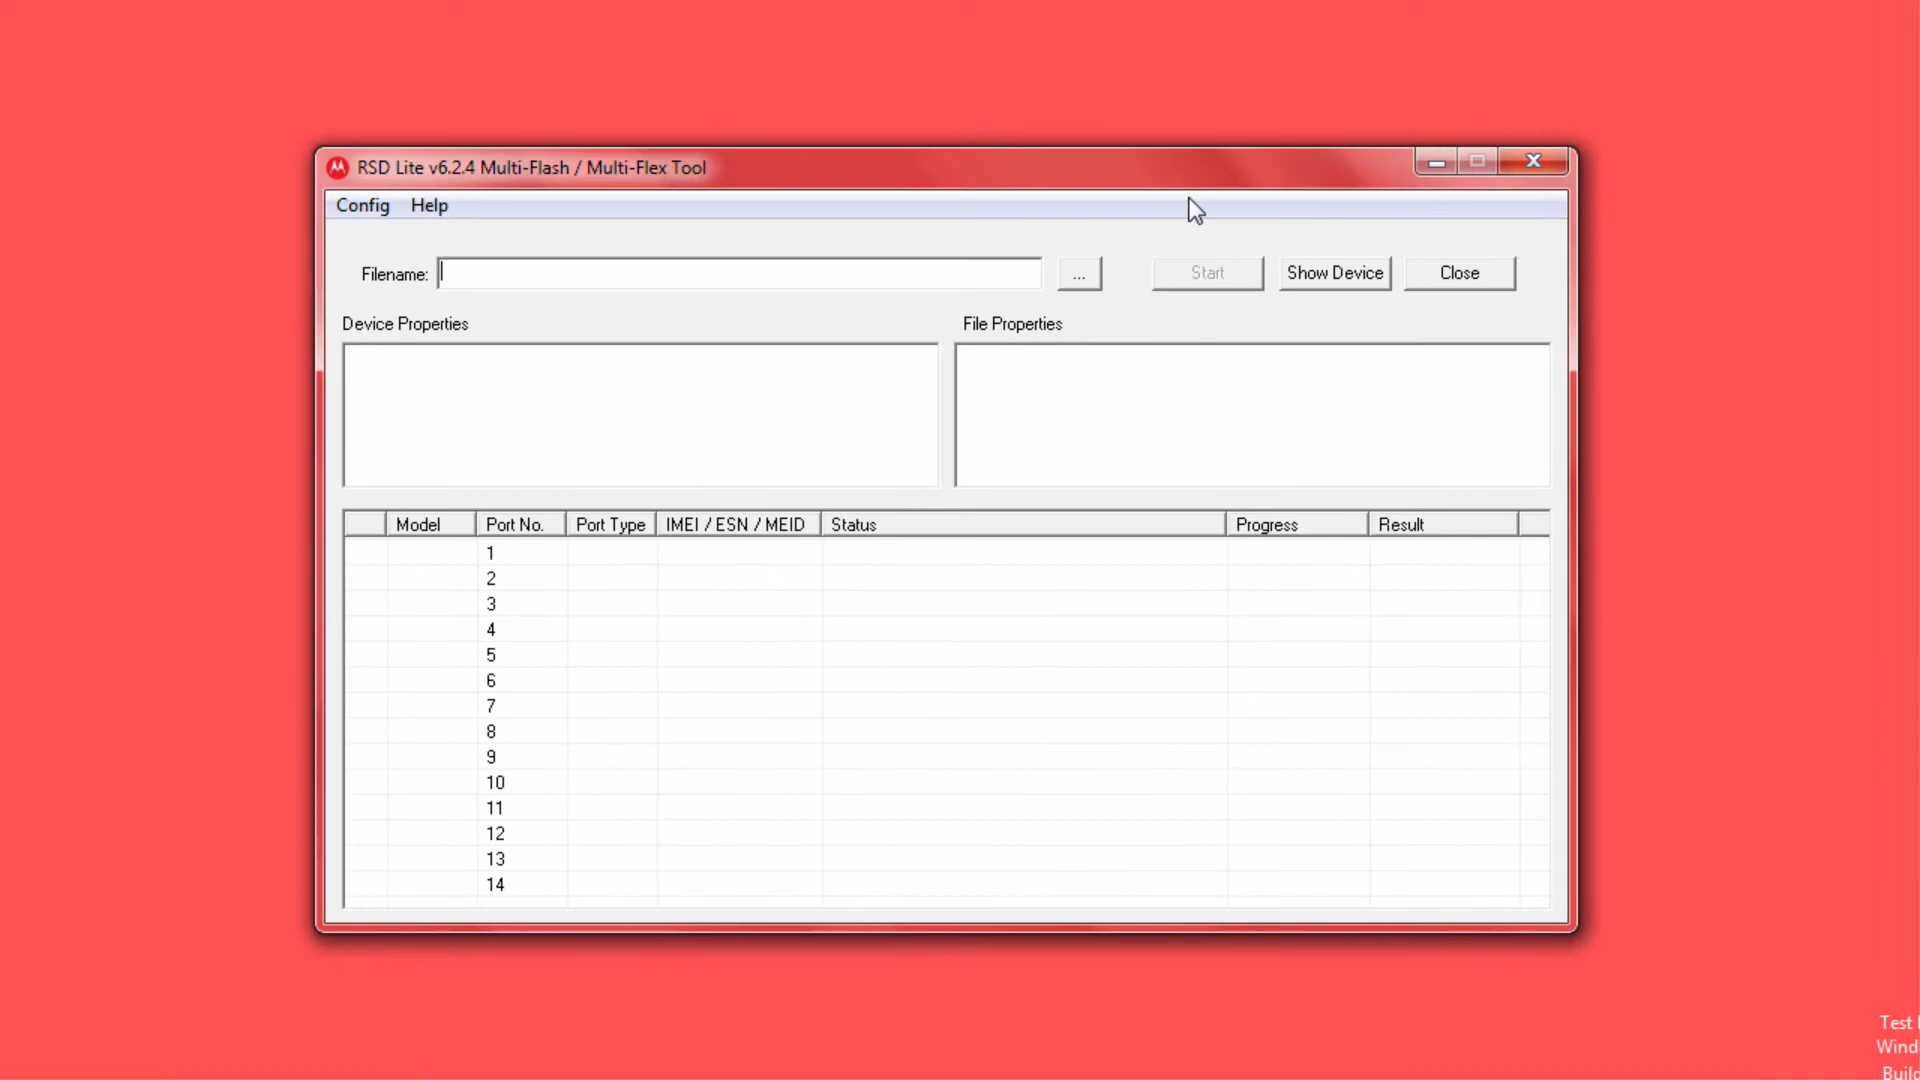 RSD Lite v6.2.4 Multi-Flash / Multi-Flex Tool
Config Help
Filename: ... Start Show Device Close
Device Properties File Properties
Model Port No. Port Type IMEI / ESN / MEID Status Progress Result
1
2
3
4
5
6
7
8
9
10
11
12
13
14
Test
Wind
Build